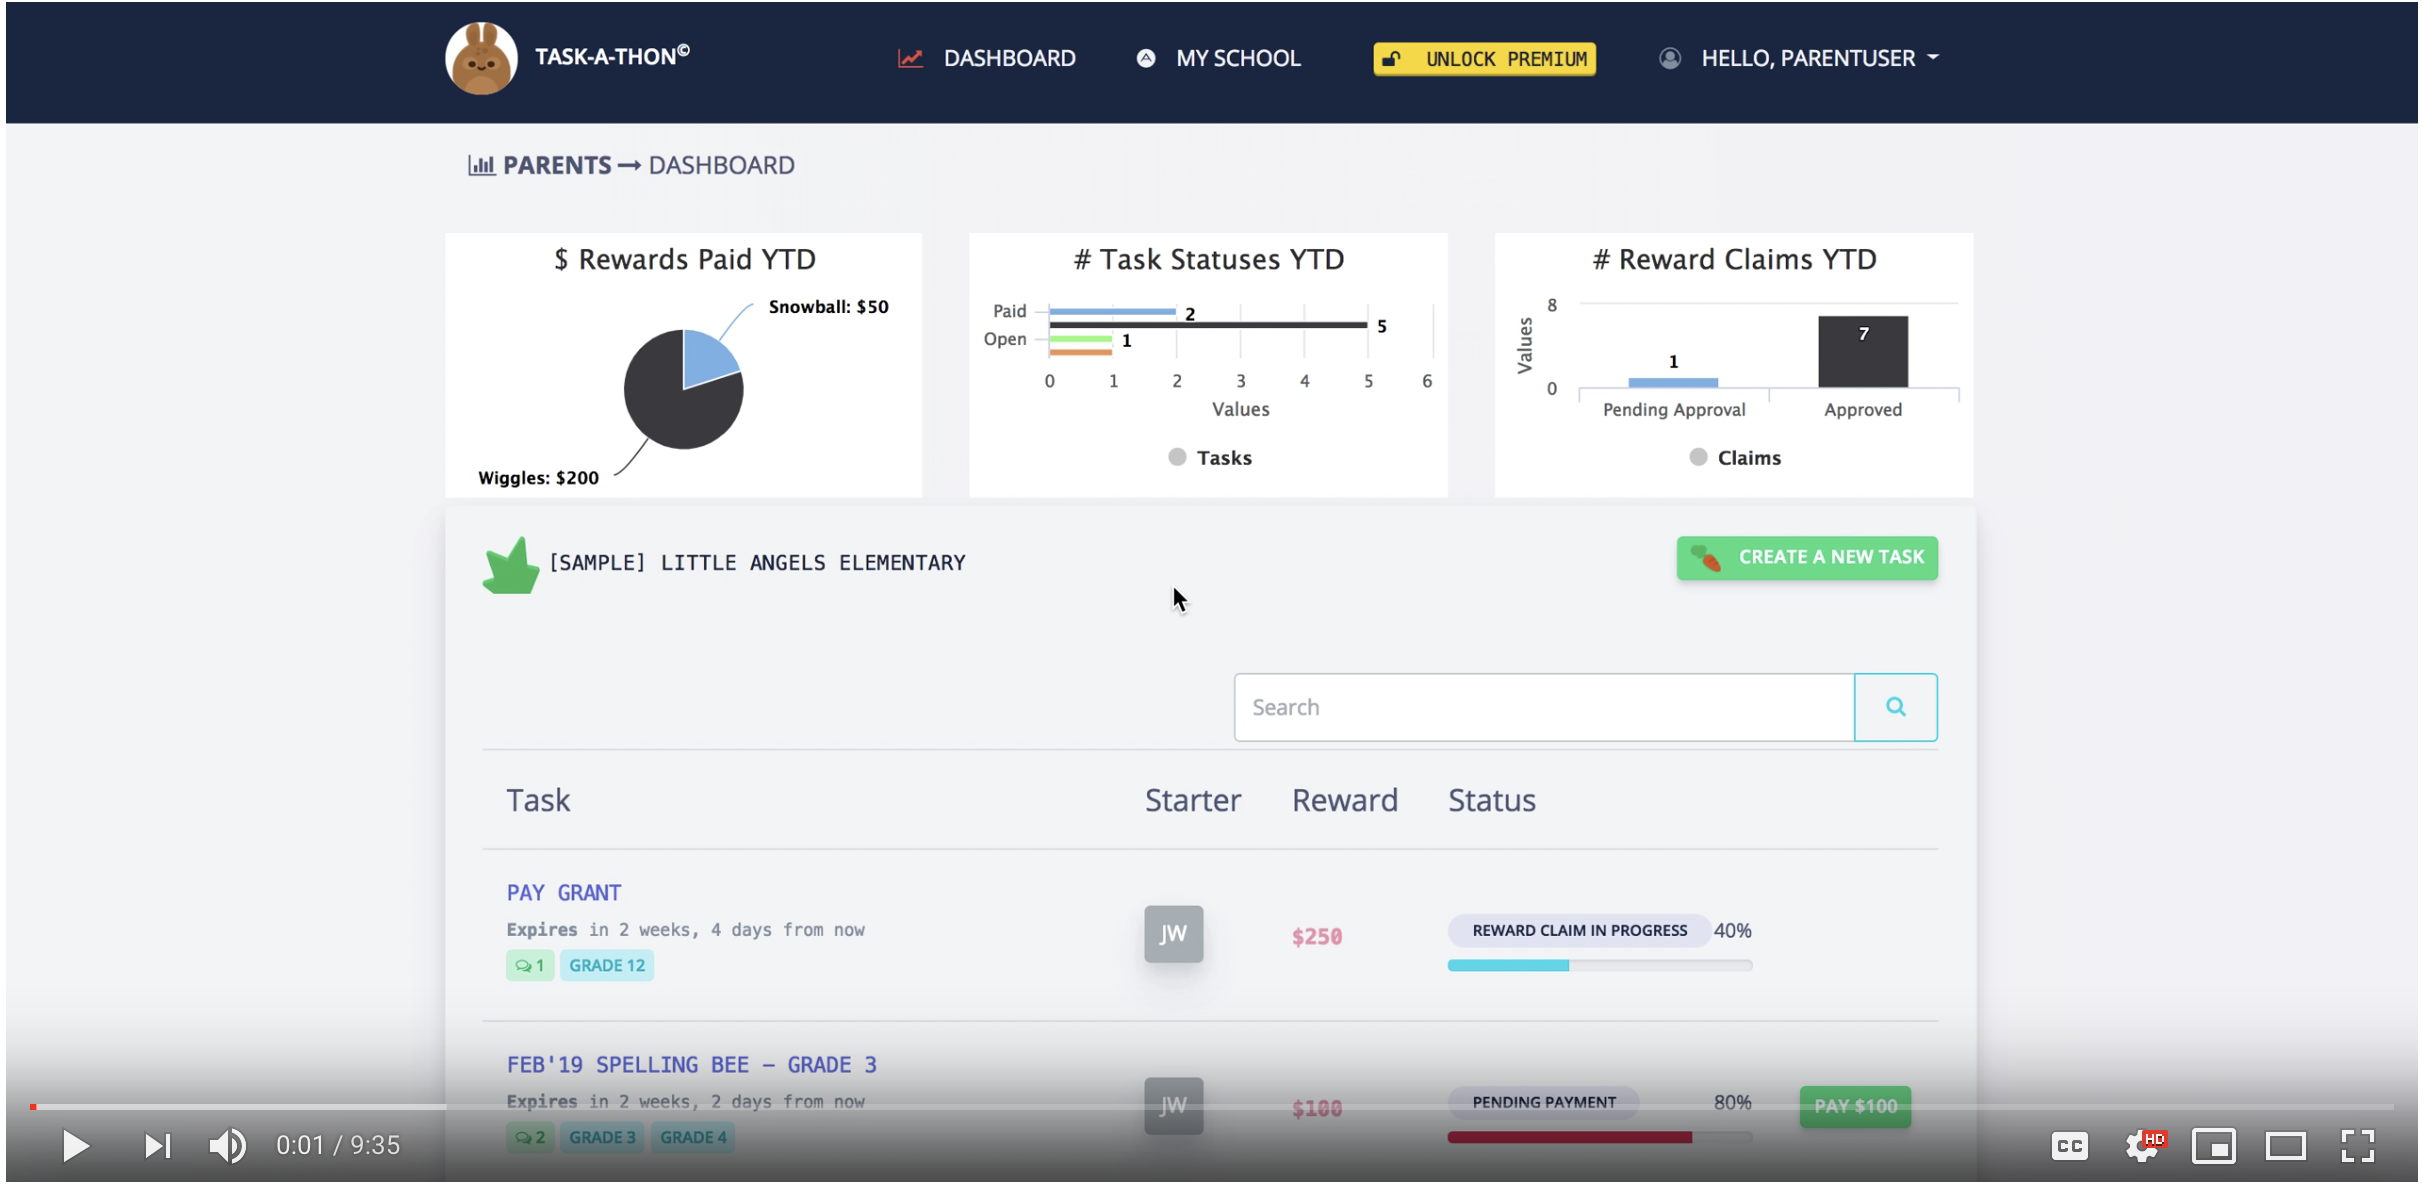 TASK-A-THON©
DASHBOARD
MY SCHOOL
UNLOCK PREMIUM
HELLO, PARENTUSER
PARENTS → DASHBOARD
$ Rewards Paid YTD
Snowball: $50
Wiggles: $200
# Task Statuses YTD
Paid
2
5
Open
1
0 1 2 3 4 5 6
Values
Tasks
# Reward Claims YTD
8
Values
1
7
0
Pending Approval Approved
Claims
[SAMPLE] LITTLE ANGELS ELEMENTARY
CREATE A NEW TASK
Search
Task Starter Reward Status
PAY GRANT
Expires in 2 weeks, 4 days from now
1 GRADE 12
JW
$250
REWARD CLAIM IN PROGRESS 40%
FEB'19 SPELLING BEE – GRADE 3
Expires in 2 weeks, 2 days from now
2 GRADE 3 GRADE 4
JW
$100
PENDING PAYMENT 80%
PAY $100
0:01 / 9:35
CC
HD